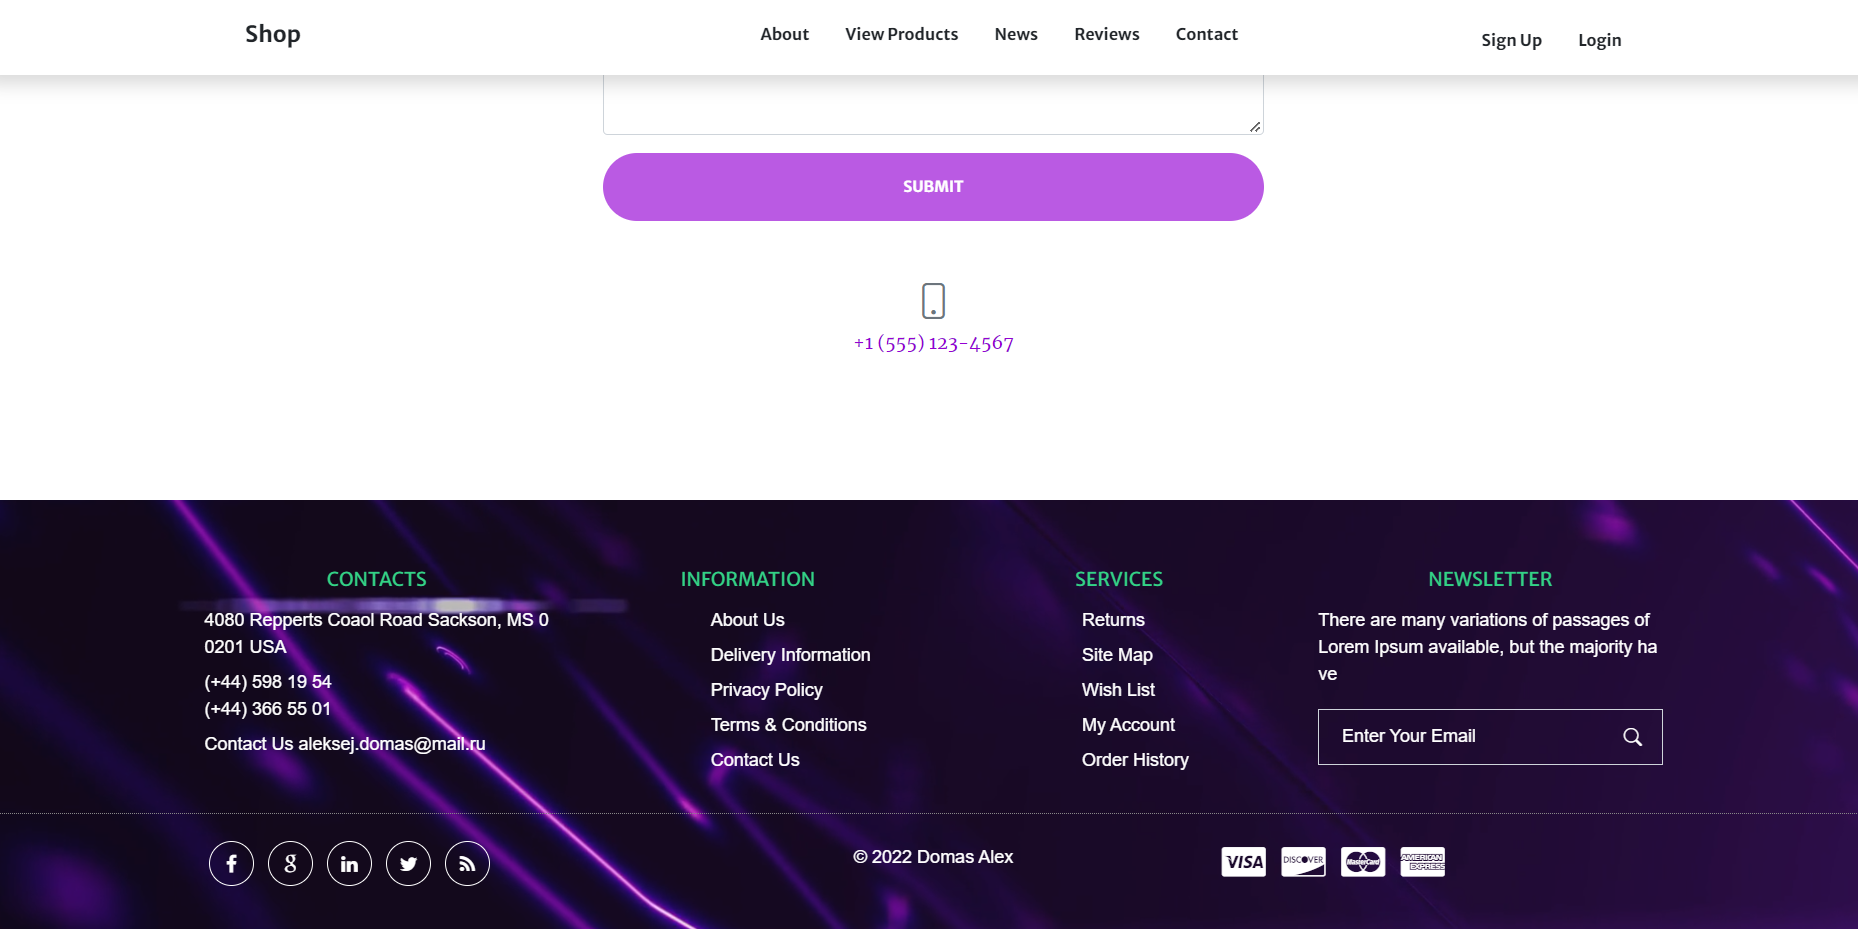 Shop
About
View Products
News
Reviews
Contact
Sign Up
Login
SUBMIT
+1 (555) 123-4567
CONTACTS
4080 Repperts Coaol Road Sackson, MS 0
0201 USA
(+44) 598 19 54
(+44) 366 55 01
Contact Us aleksej.domas@mail.ru
INFORMATION
About Us
Delivery Information
Privacy Policy
Terms & Conditions
Contact Us
SERVICES
Returns
Site Map
Wish List
My Account
Order History
NEWSLETTER
There are many variations of passages of
Lorem Ipsum available, but the majority ha
ve
Enter Your Email
© 2022 Domas Alex
VISA
DISCOVER
MasterCard
AMERICAN
EXPRESS